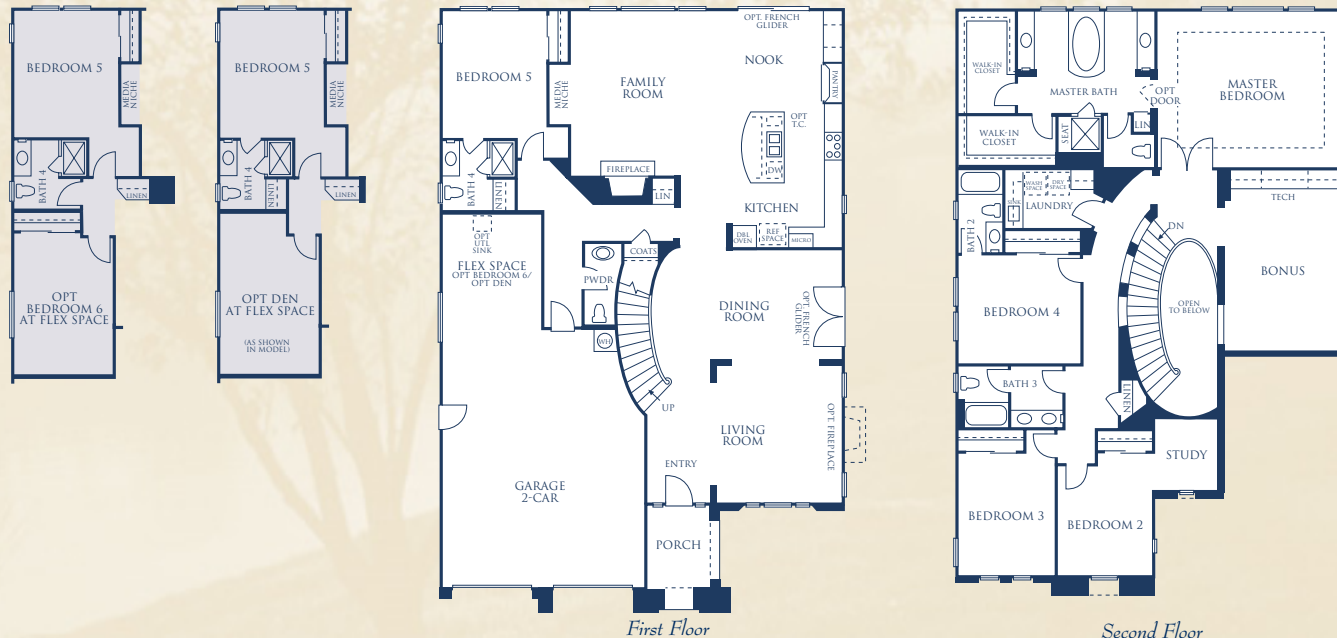 BEDROOM 5
MEDIA
NICHE
BATH 4
LINEN
OPT
BEDROOM 6
AT FLEX SPACE
BEDROOM 5
MEDIA
NICHE
BATH 4
LINEN
LINEN
OPT DEN
AT FLEX SPACE
(AS SHOWN
IN MODEL)
OPT. FRENCH
GLIDER
NOOK
BEDROOM 5
MEDIA
NICHE
FAMILY
ROOM
PANTRY
OPT
T.C.
DW
BATH 4
LINEN
FIREPLACE
LIN
KITCHEN
OPT
UTL
SINK
DBL
OVEN
REF
SPACE
MICRO
COATS
FLEX SPACE
OPT BEDROOM 6/
OPT DEN
PWDR
WH
DINING
ROOM
OPT. FRENCH
GLIDER
UP
LIVING
ROOM
OPT. FIREPLACE
ENTRY
GARAGE
2-CAR
PORCH
First Floor
WALK-IN
CLOSET
MASTER BATH
OPT
DOOR
MASTER
BEDROOM
WALK-IN
CLOSET
SEAT
LIN
WASH
SPACE
DRY
SPACE
SINK
LAUNDRY
TECH
BATH 2
DN
BONUS
BEDROOM 4
OPEN
TO BELOW
BATH 3
LINEN
STUDY
BEDROOM 3
BEDROOM 2
Second Floor